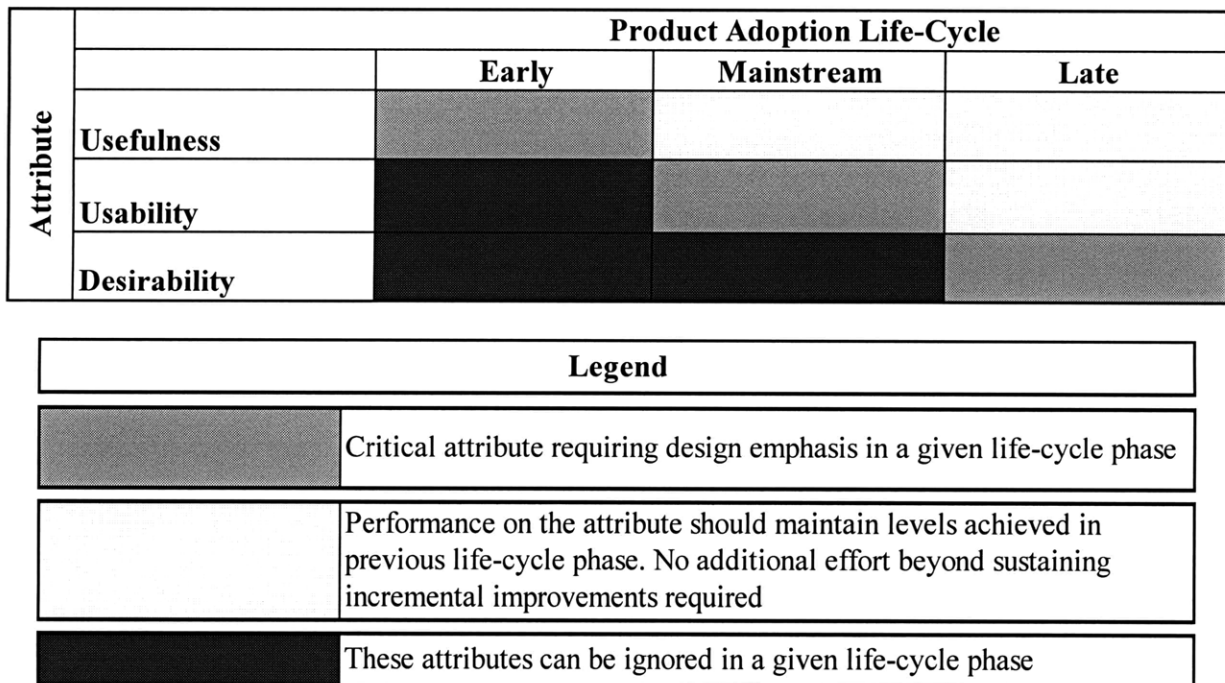 Product Adoption Life-Cycle
Early Mainstream Late
Attribute
Usefulness
Usability
Desirability
Legend
Critical attribute requiring design emphasis in a given life-cycle phase
Performance on the attribute should maintain levels achieved in
previous life-cycle phase. No additional effort beyond sustaining
incremental improvements required
These attributes can be ignored in a given life-cycle phase